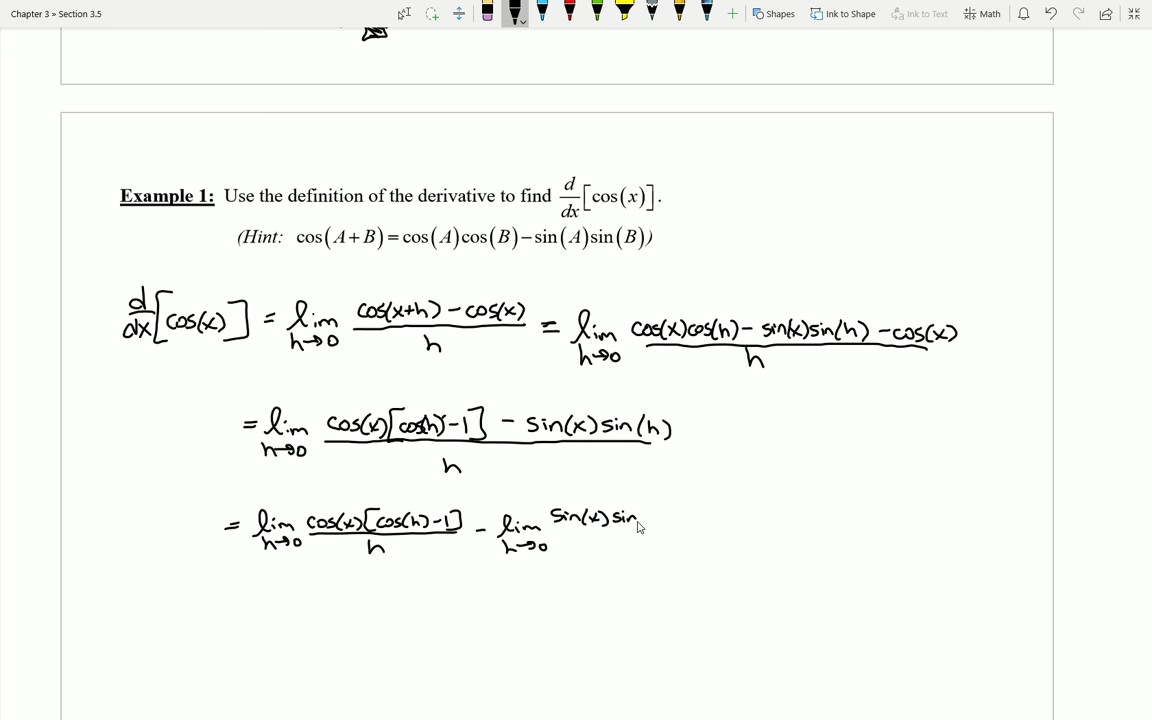 Chapter 3 » Section 3.5
Shapes Ink to Shape Ink to Text Math
Example 1: Use the definition of the derivative to find d/dx [cos(x)].
(Hint: cos(A+B)=cos(A)cos(B)−sin(A)sin(B))
d/dx [cos(x)] = lim h→0 cos(x+h) − cos(x) / h = lim h→0 cos(x)cos(h) − sin(x)sin(h) − cos(x) / h
= lim h→0 cos(x)[cos(h) −1] − sin(x)sin(h) / h
= lim h→0 cos(x)[cos(h) −1] / h − lim h→0 sin(x) sin